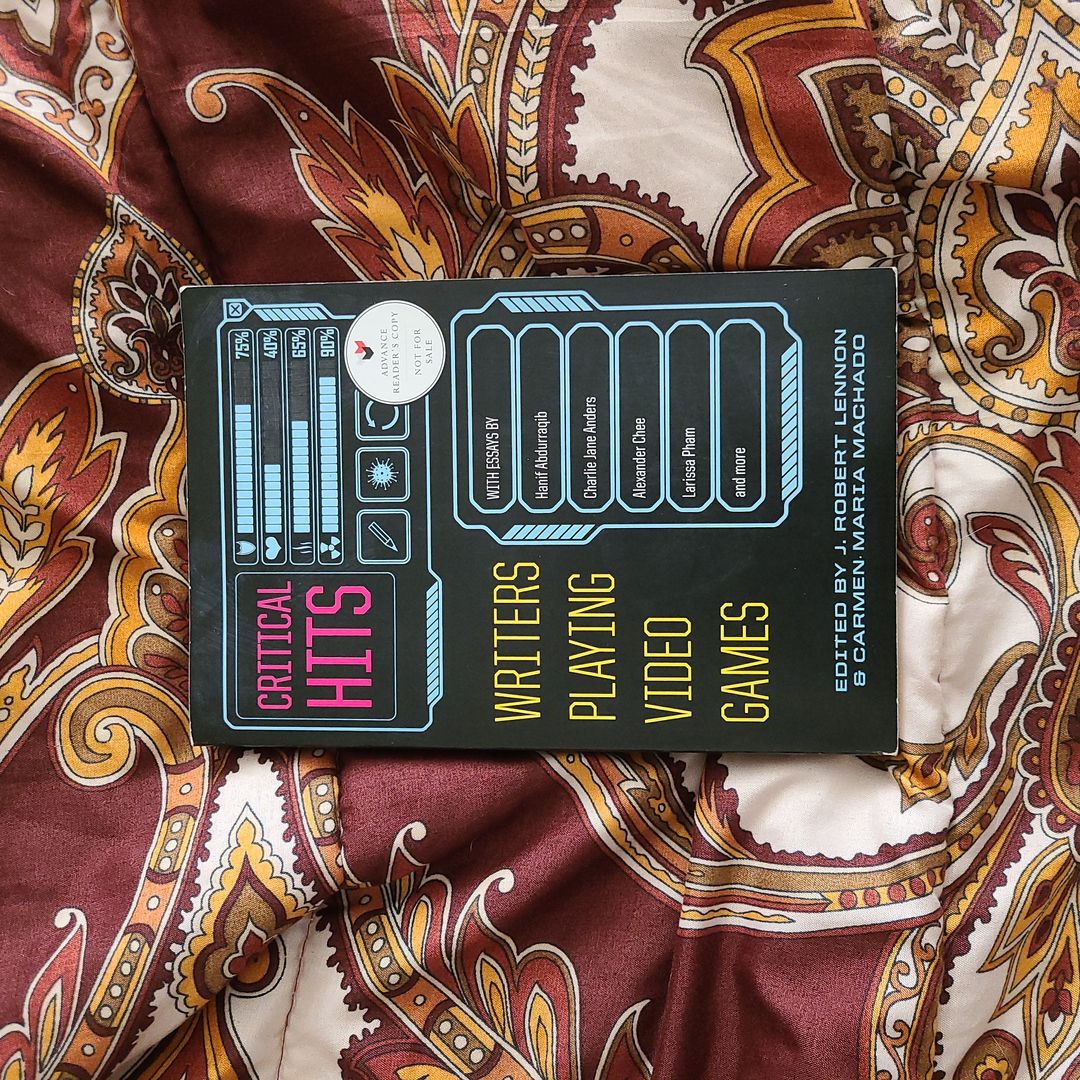 CRITICAL
HITS
75%
40%
65%
90%
ADVANCE
READER'S COPY
NOT FOR
SALE
WITH ESSAYS BY
Hanif Abdurraqib
Charlie Jane Anders
Alexander Chee
Larissa Pham
and more
WRITERS
PLAYING
VIDEO
GAMES
EDITED BY J. ROBERT LENNON
& CARMEN MARIA MACHADO